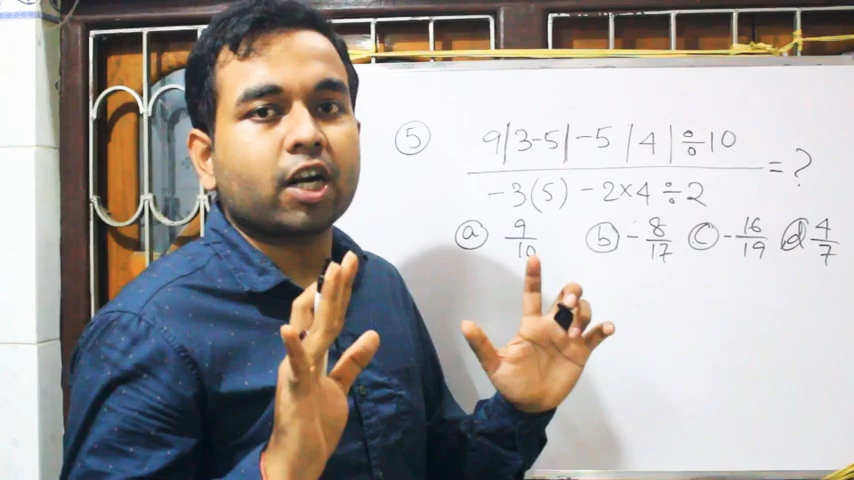 5
9|3-5|-5|4|÷10
-3(5)-2×4÷2
= ?
a 9/10 b -8/17 c -16/19 d 4/7